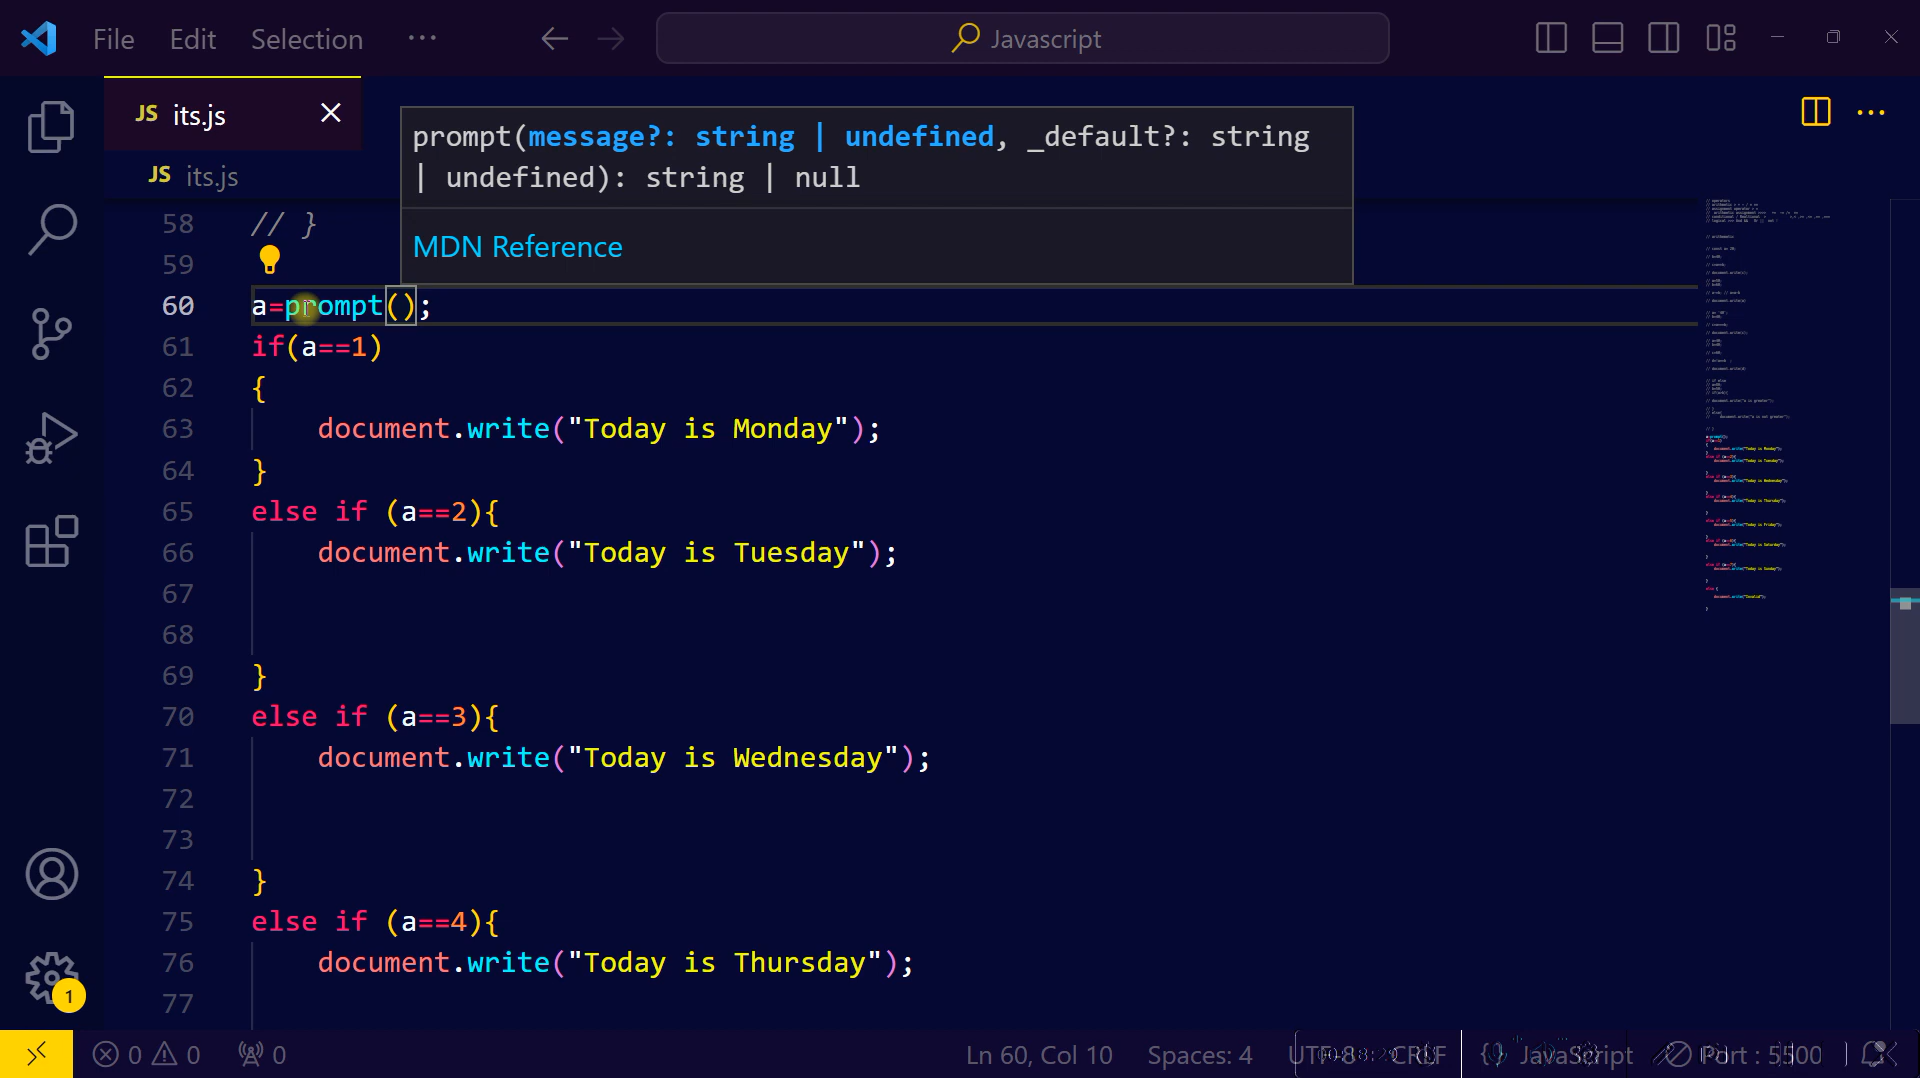 File Edit Selection ··· Javascript
JS its.js
JS its.js
prompt(message?: string | undefined, _default?: string
| undefined): string | null
MDN Reference
58 // }
59
60 a=prompt();
61 if(a==1)
62 {
63 document.write("Today is Monday");
64 }
65 else if (a==2){
66 document.write("Today is Tuesday");
67
68
69 }
70 else if (a==3){
71 document.write("Today is Wednesday");
72
73
74 }
75 else if (a==4){
76 document.write("Today is Thursday");
77
1
0 0 0 Ln 60, Col 10 Spaces: 4 UTF-8 CRLF {} JavaScript Port : 5500